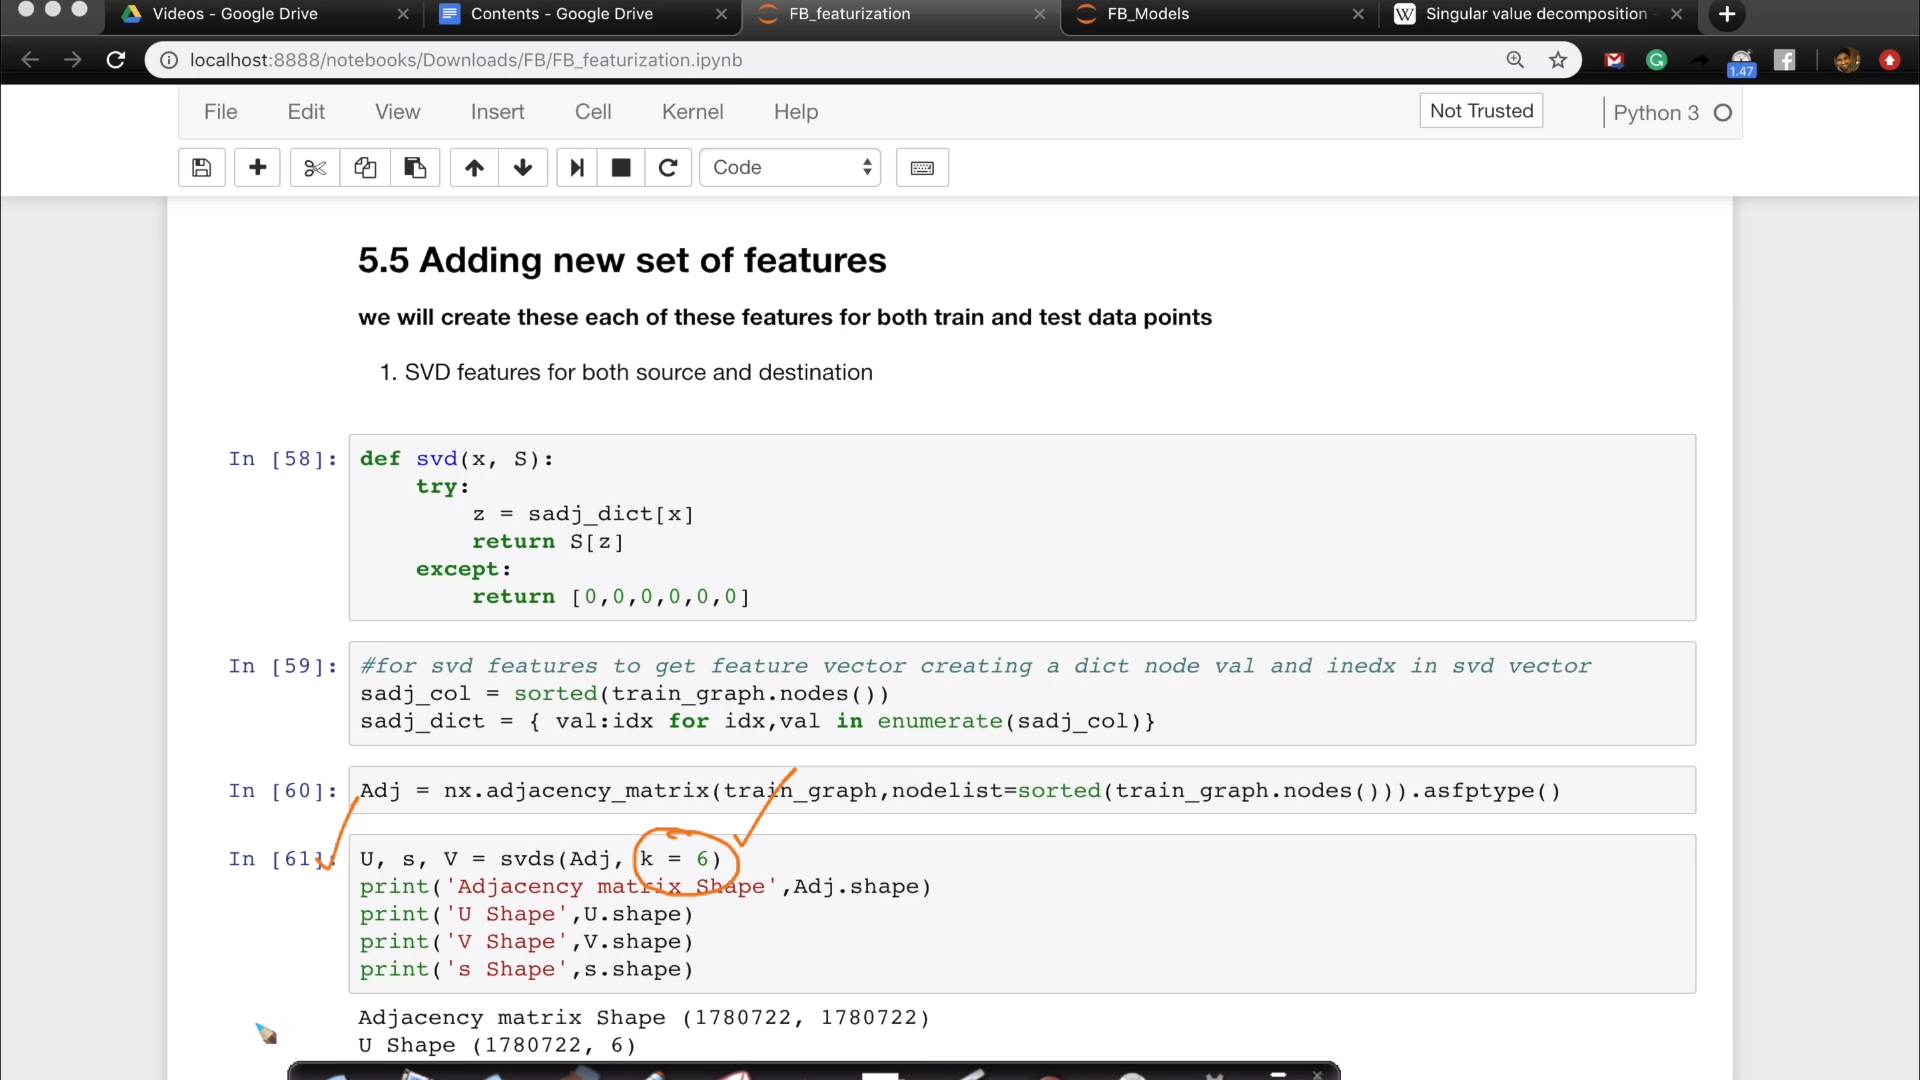 Videos - Google Drive
Contents - Google Drive
FB_featurization
FB_Models
W Singular value decomposition -
localhost:8888/notebooks/Downloads/FB/FB_featurization.ipynb
1.47
File Edit View Insert Cell Kernel Help Not Trusted Python 3
Code
5.5 Adding new set of features
we will create these each of these features for both train and test data points
1. SVD features for both source and destination
In [58]: def svd(x, S):
try:
z = sadj_dict[x]
return S[z]
except:
return [0,0,0,0,0,0]
In [59]: #for svd features to get feature vector creating a dict node val and inedx in svd vector
sadj_col = sorted(train_graph.nodes())
sadj_dict = { val:idx for idx,val in enumerate(sadj_col)}
In [60]: Adj = nx.adjacency_matrix(train_graph,nodelist=sorted(train_graph.nodes())).asfptype()
In [61]: U, s, V = svds(Adj, k = 6)
print('Adjacency matrix Shape',Adj.shape)
print('U Shape',U.shape)
print('V Shape',V.shape)
print('s Shape',s.shape)
Adjacency matrix Shape (1780722, 1780722)
U Shape (1780722, 6)